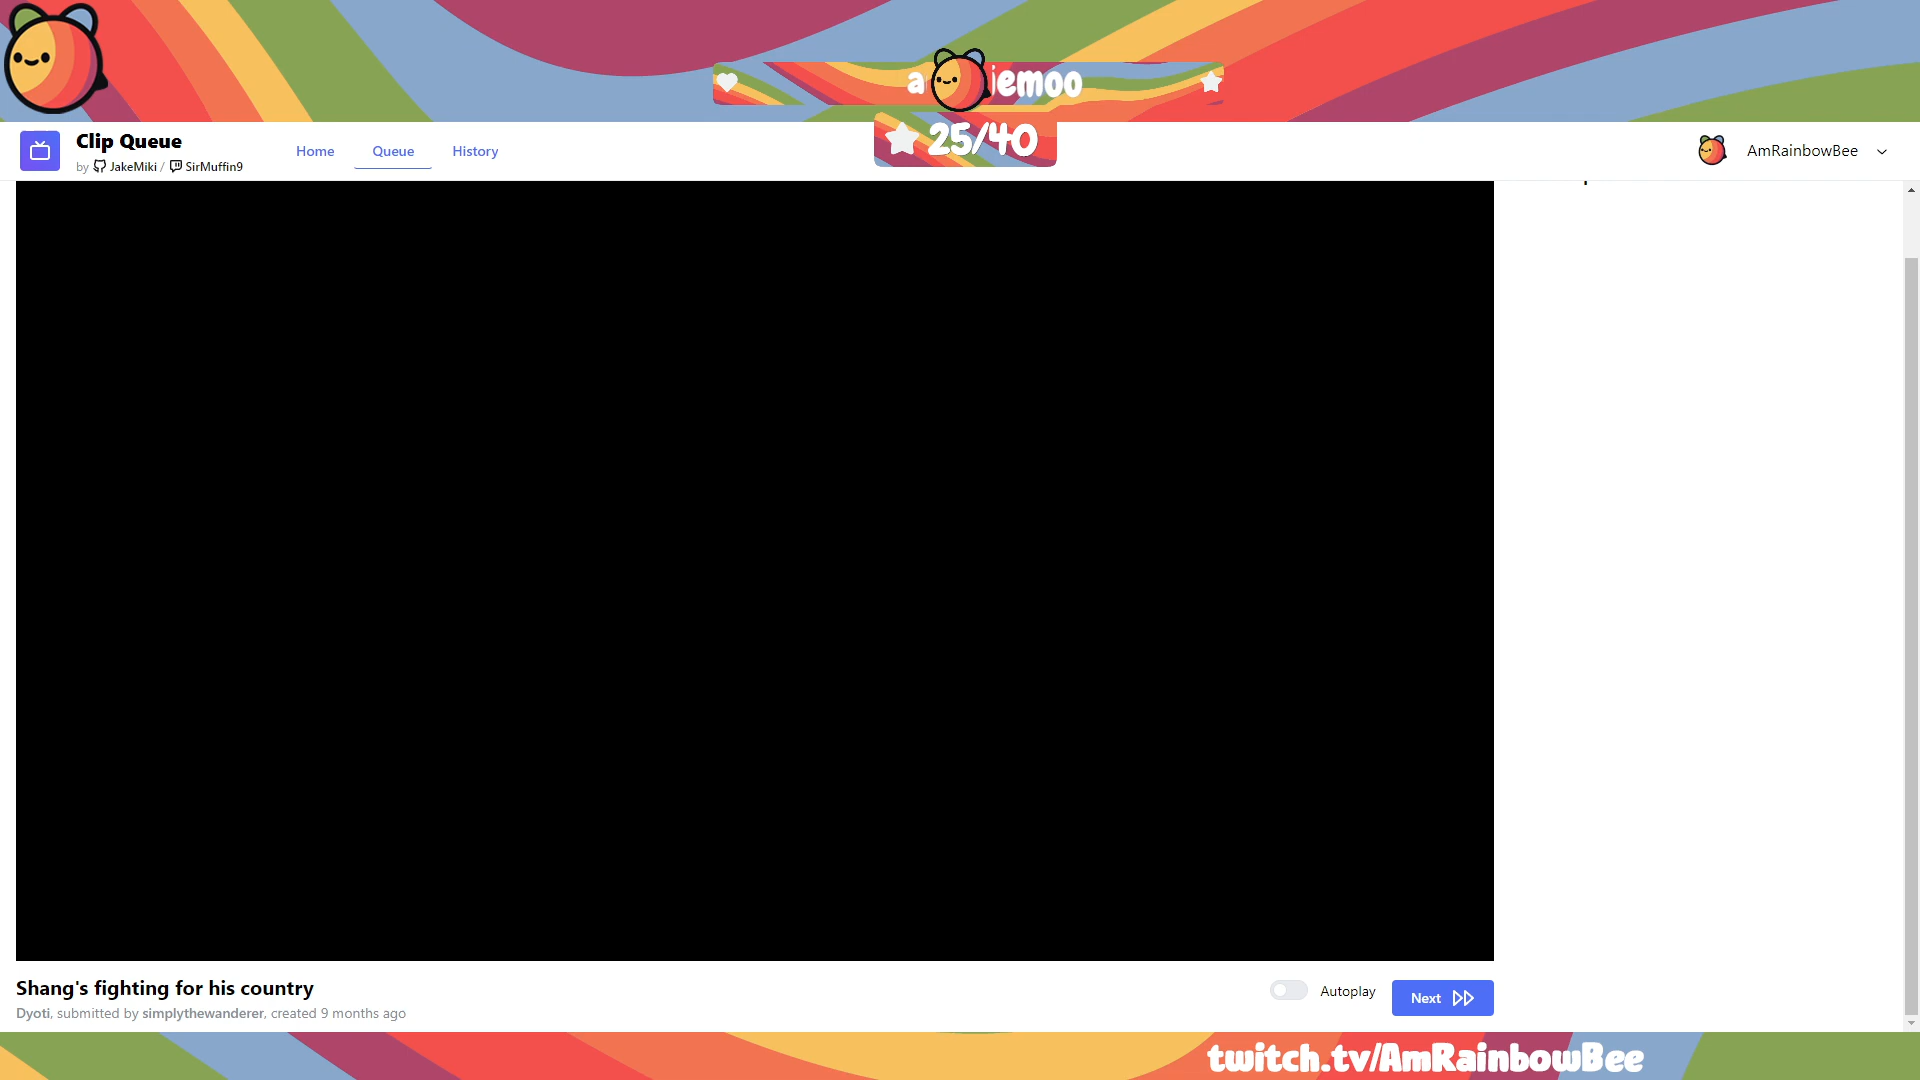 iemoo
25/40
Clip Queue
by JakeMiki / SirMuffin9
Home
Queue
History
AmRainbowBee
Shang's fighting for his country
Dyoti, submitted by simplythewanderer, created 9 months ago
Autoplay
Next
twitch.tv/AmRainbowBee